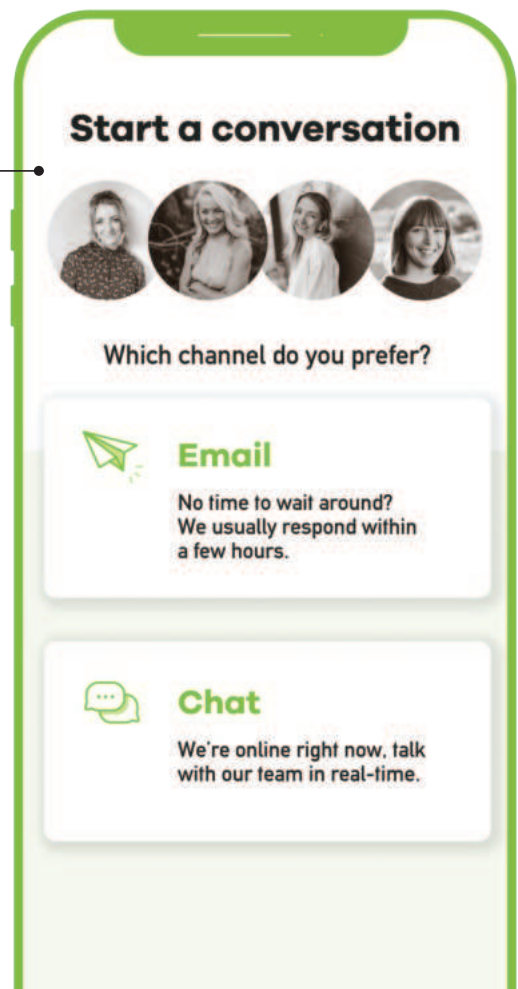 Start a conversation
Which channel do you prefer?
Email
No time to wait around?
We usually respond within
a few hours.
Chat
We're online right now, talk
with our team in real-time.